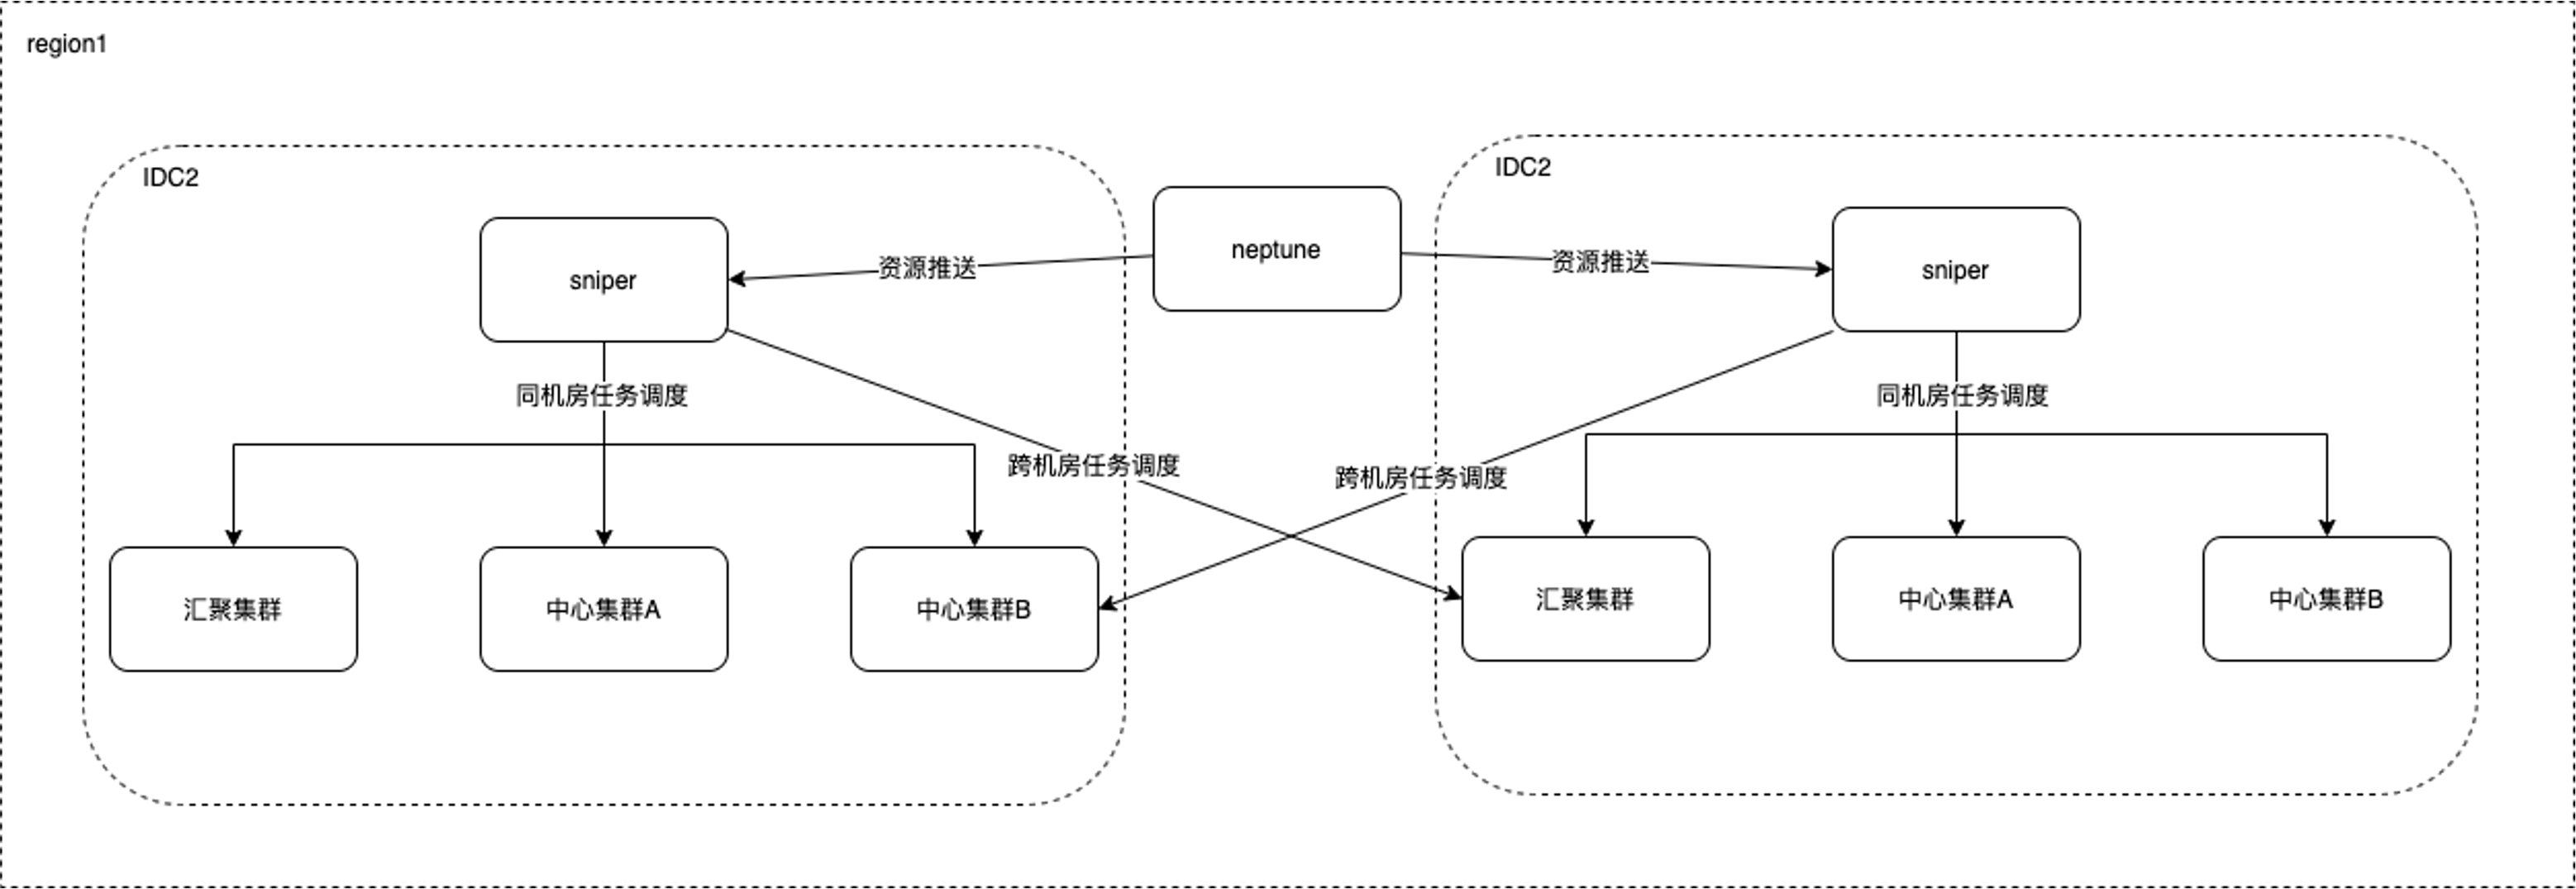 region1
IDC2
IDC2
neptune
sniper
sniper
资源推送
资源推送
同机房任务调度
同机房任务调度
跨机房任务调度
跨机房任务调度
汇聚集群
中心集群A
中心集群B
汇聚集群
中心集群A
中心集群B